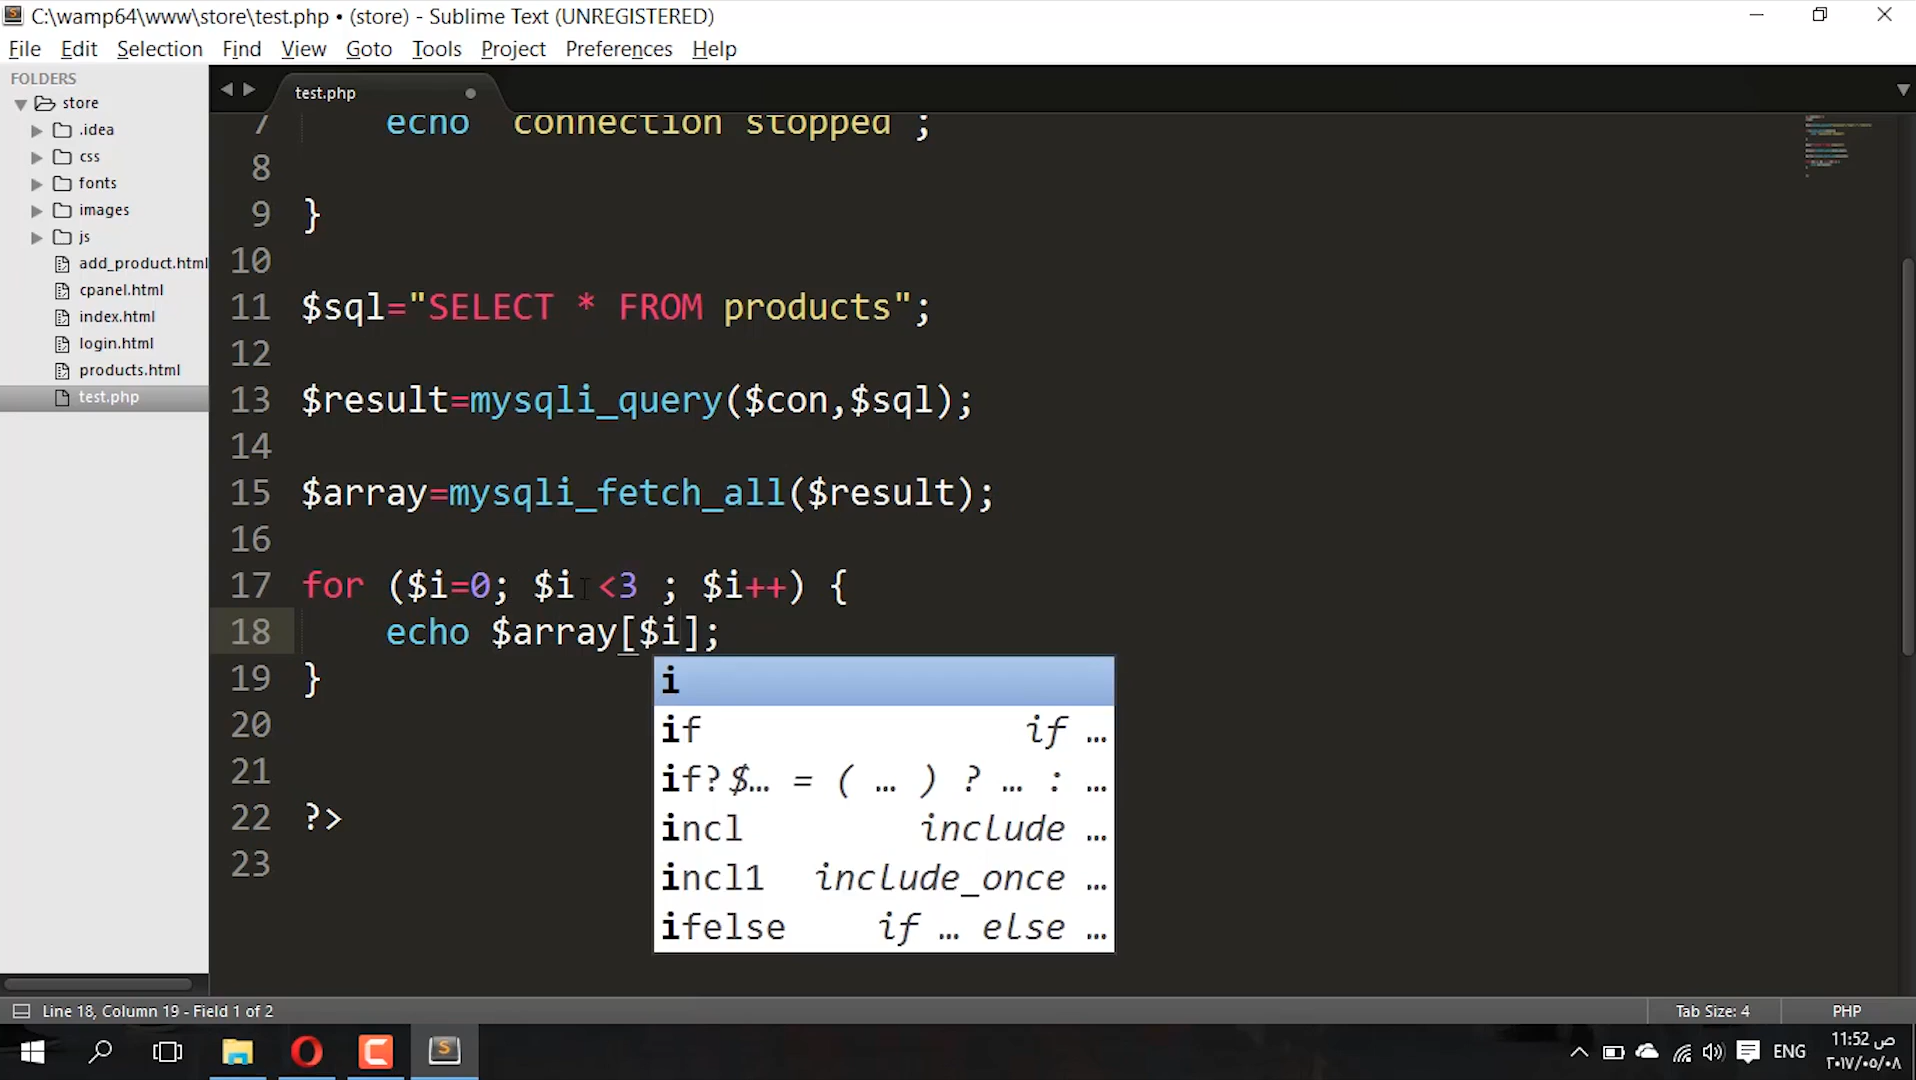 C:\wamp64\www\store\test.php • (store) - Sublime Text (UNREGISTERED)
File Edit Selection Find View Goto Tools Project Preferences Help
FOLDERS
store
.idea
css
fonts
images
js
add_product.html
cpanel.html
index.html
login.html
products.html
test.php
test.php
7 echo connection stopped ;
8
9 }
10
11 $sql="SELECT * FROM products";
12
13 $result=mysqli_query($con,$sql);
14
15 $array=mysqli_fetch_all($result);
16
17 for ($i=0; $i <3 ; $i++) {
18 echo $array[$i];
19 }
20
21
22 ?>
23
i
if if …
if?$… = ( … ) ? … : …
incl include …
incl1 include_once …
ifelse if … else …
Line 18, Column 19 - Field 1 of 2
Tab Size: 4
PHP
ENG
11:52 ص
٢٠١٧/٠٥/٠٨